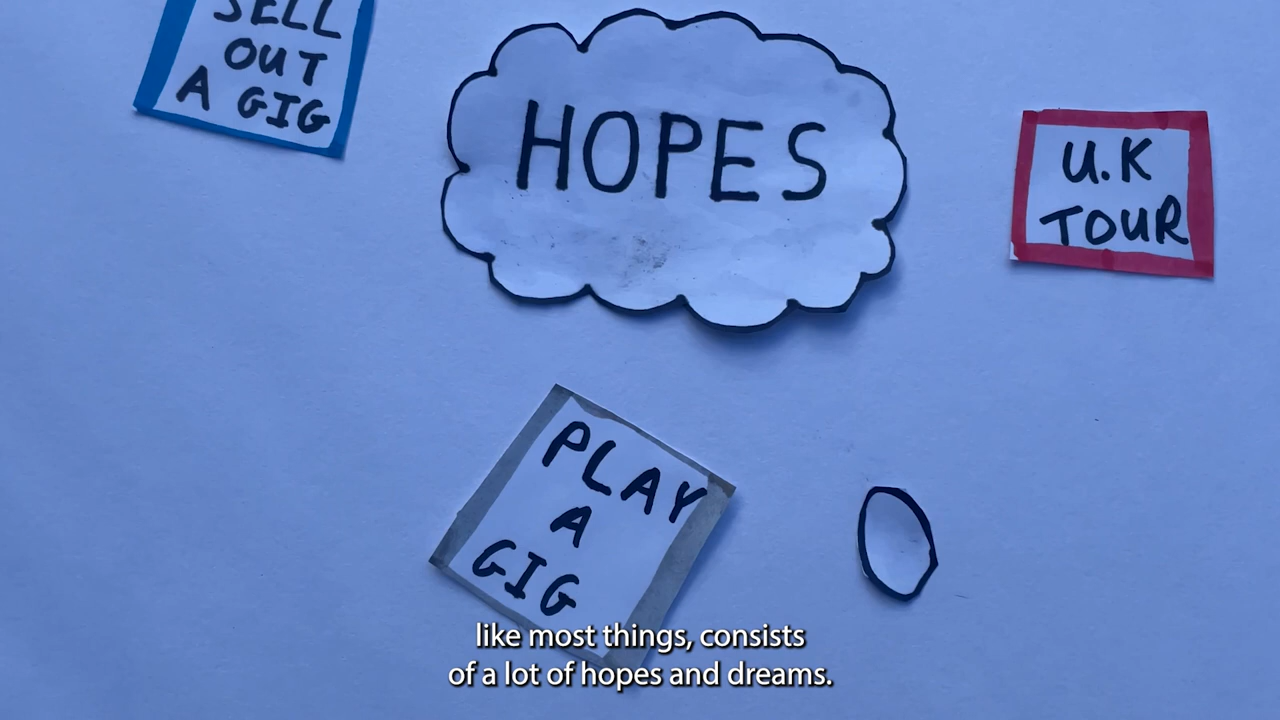 SELL
OUT
A GIG
HOPES
U.K
TOUR
PLAY
A
GIG
like most things, consists
of a lot of hopes and dreams.